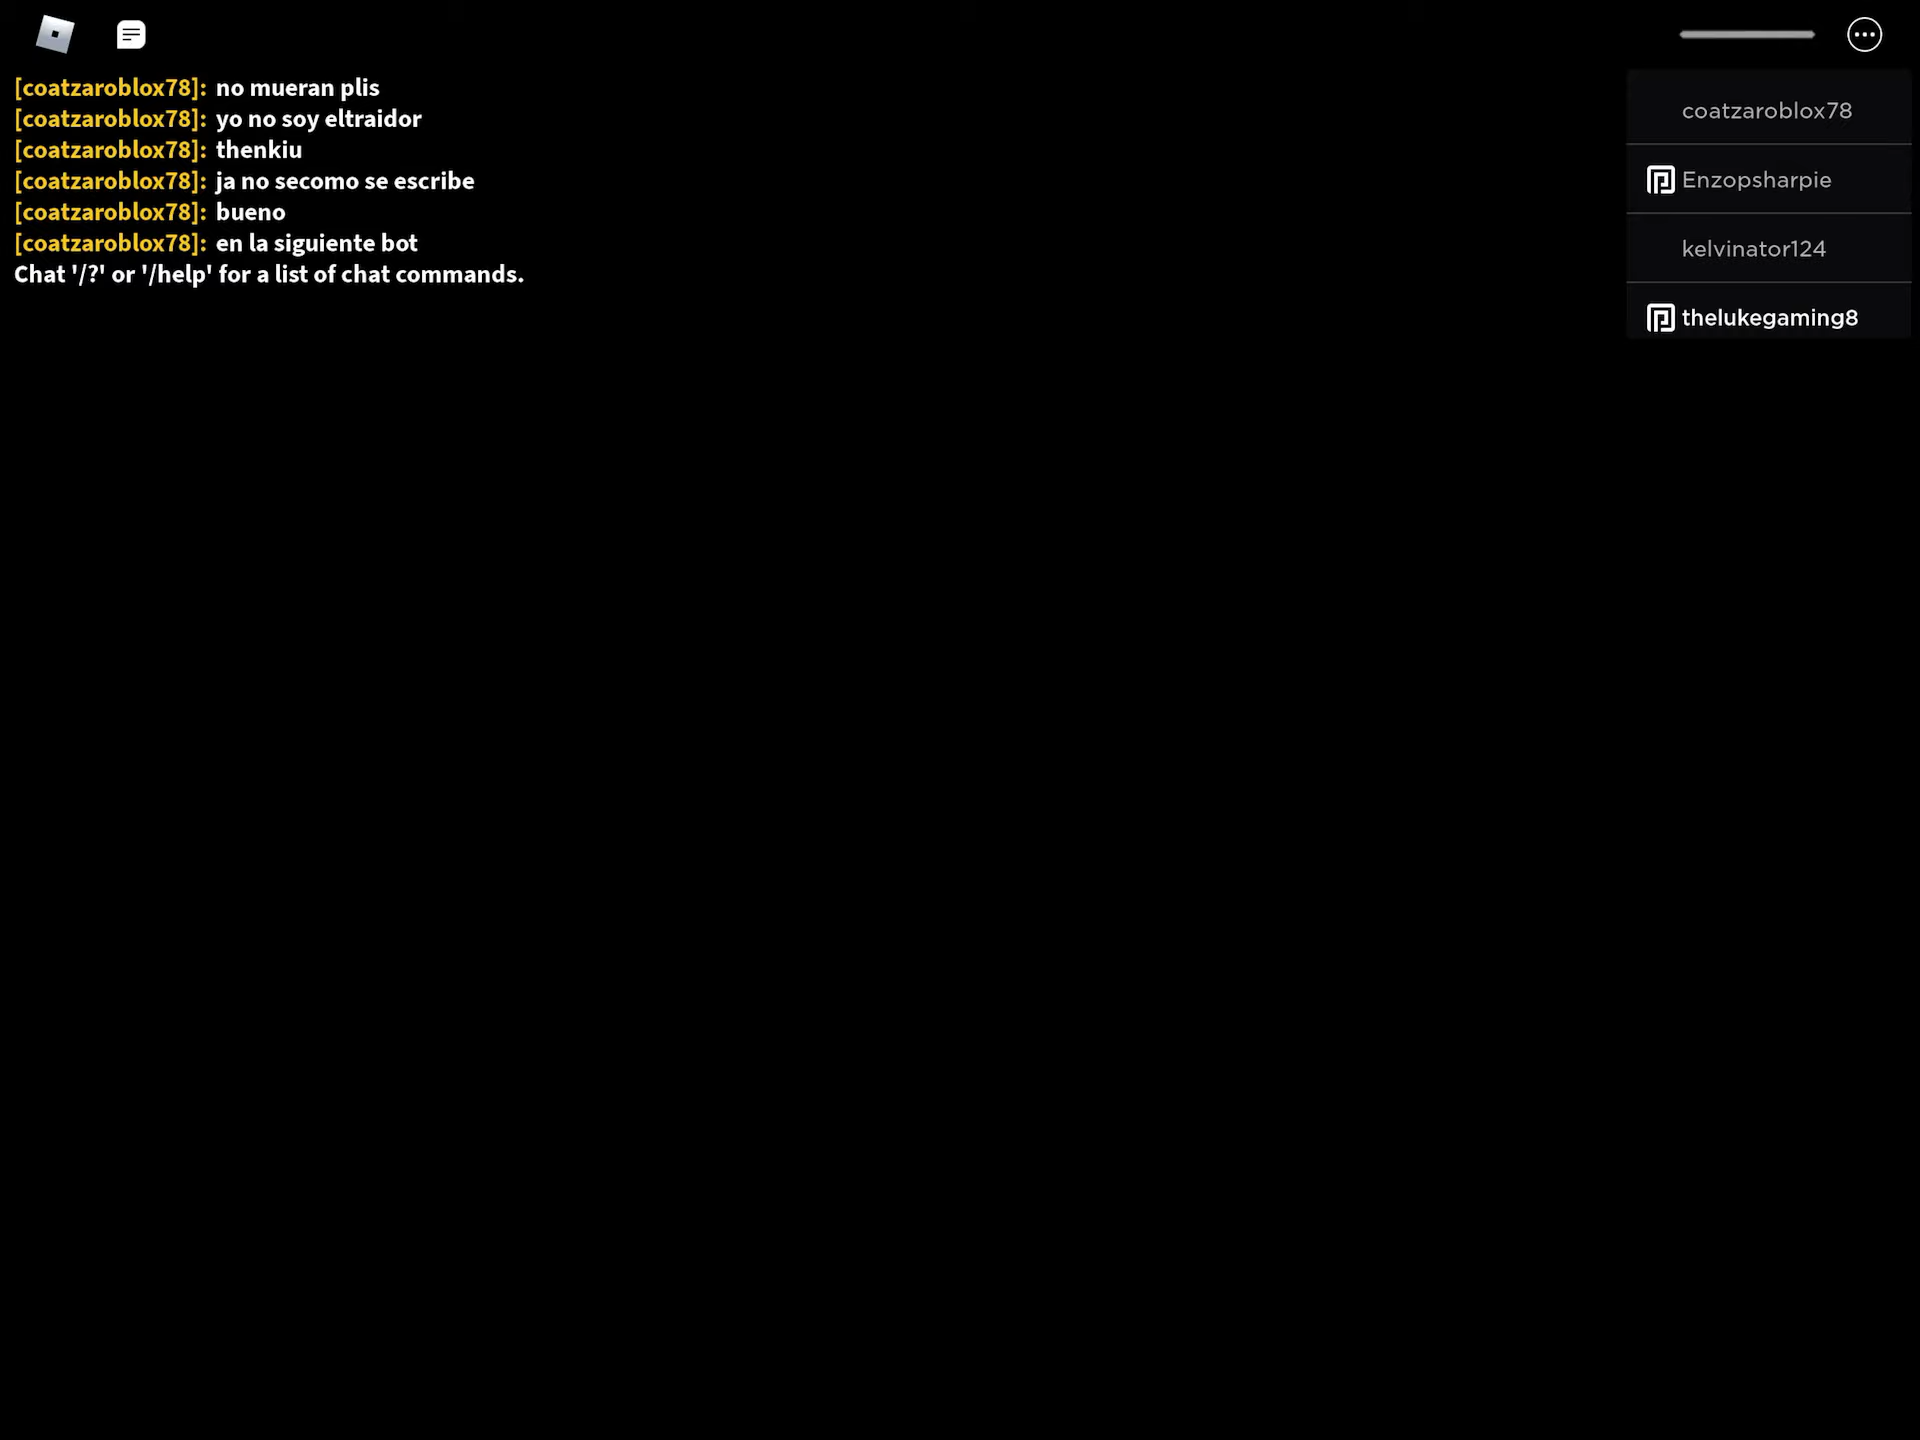 [coatzaroblox78]: no mueran plis
[coatzaroblox78]: yo no soy eltraidor
[coatzaroblox78]: thenkiu
[coatzaroblox78]: ja no secomo se escribe
[coatzaroblox78]: bueno
[coatzaroblox78]: en la siguiente bot
Chat '/?' or '/help' for a list of chat commands.
coatzaroblox78
Enzopsharpie
kelvinator124
thelukegaming8